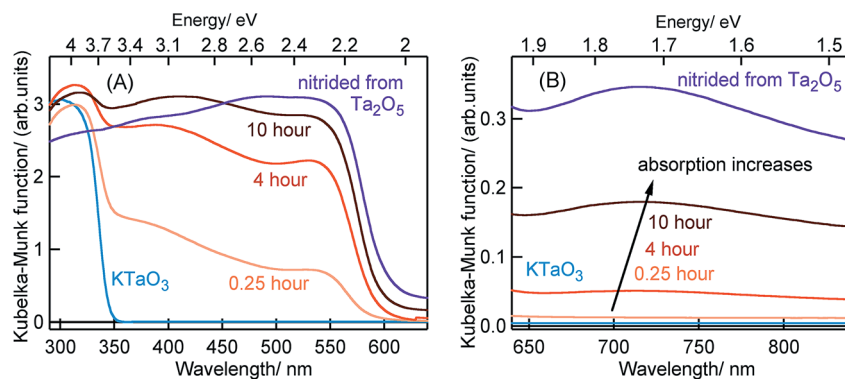 Energy/ eV
4 3.7 3.4 3.1 2.8 2.6 2.4 2.2 2
Kubelka-Munk function/ (arb.units)
3
2
1
0
(A)
nitrided from
Ta₂O₅
10 hour
4 hour
KTaO₃
0.25 hour
300 350 400 450 500 550 600
Wavelength/ nm
Energy/ eV
1.9 1.8 1.7 1.6 1.5
Kubelka-Munk function/ (arb.units)
0.3
0.2
0.1
0.0
(B)
nitrided from Ta₂O₅
absorption increases
10 hour
KTaO₃
4 hour
0.25 hour
650 700 750 800
Wavelength/ nm